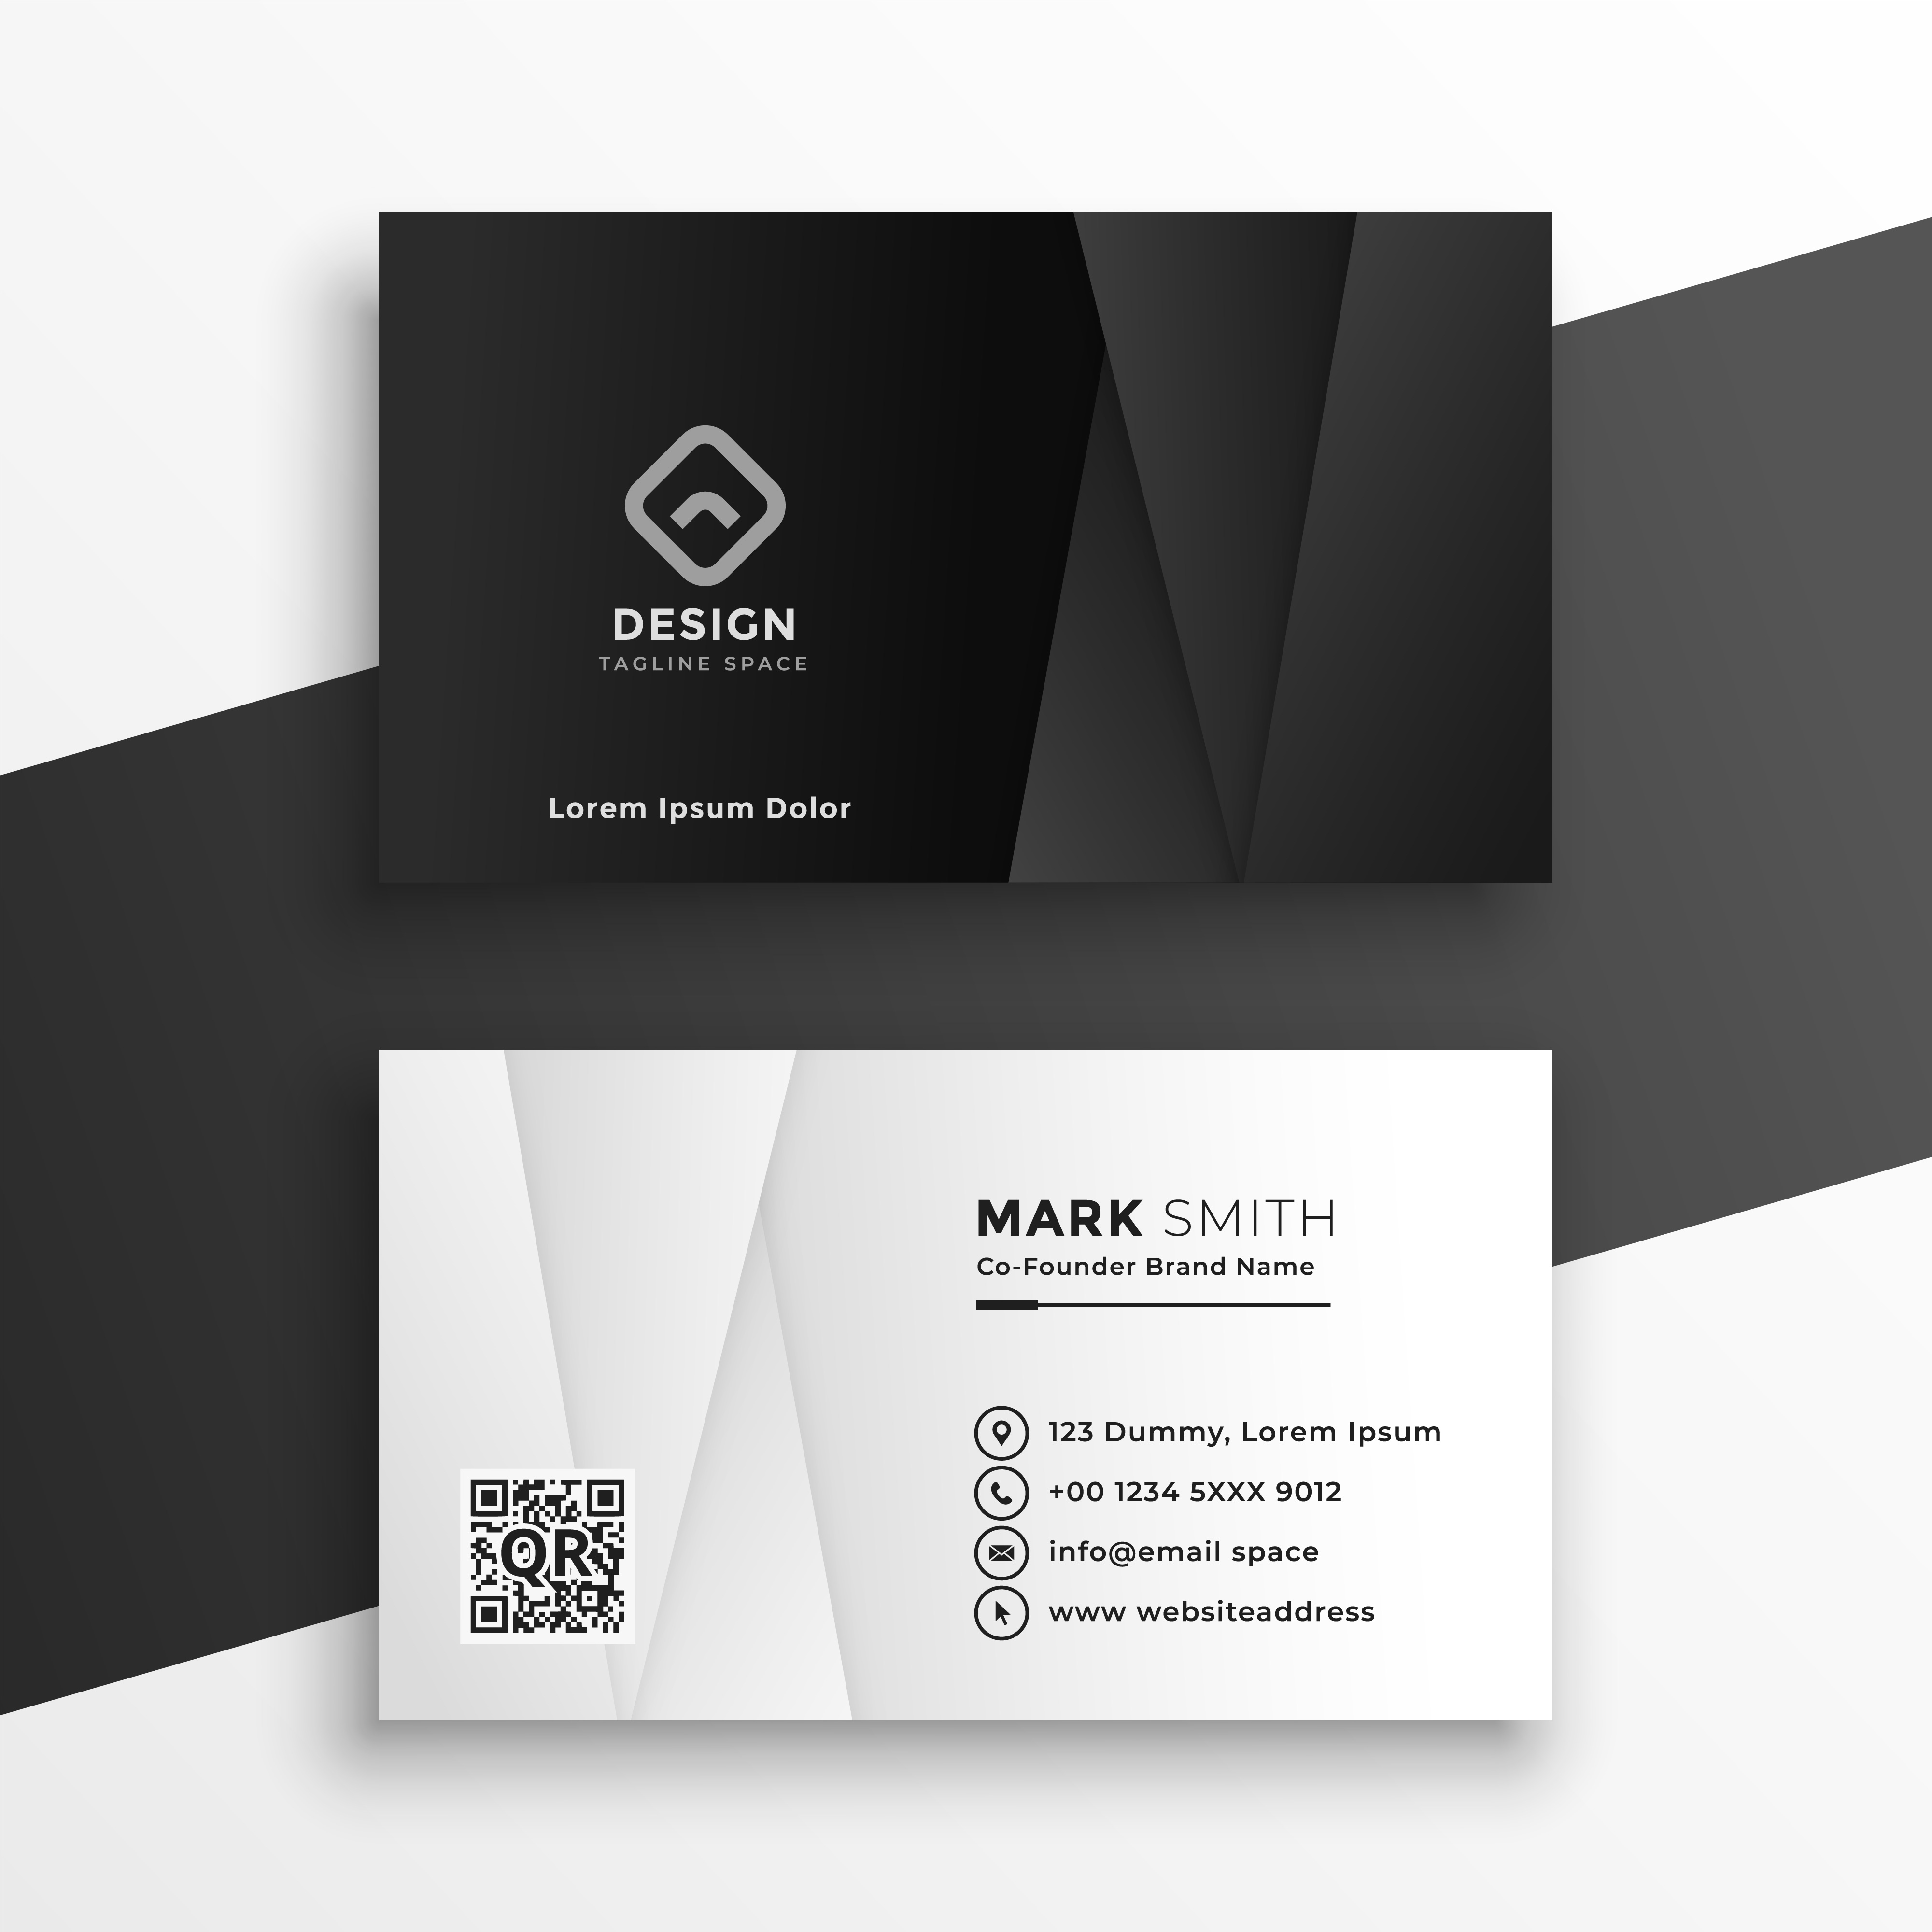 DESIGN
TAGLINE SPACE
Lorem Ipsum Dolor
MARK SMITH
Co-Founder Brand Name
123 Dummy, Lorem Ipsum
+00 1234 5XXX 9012
info@email space
www websiteaddress
QR